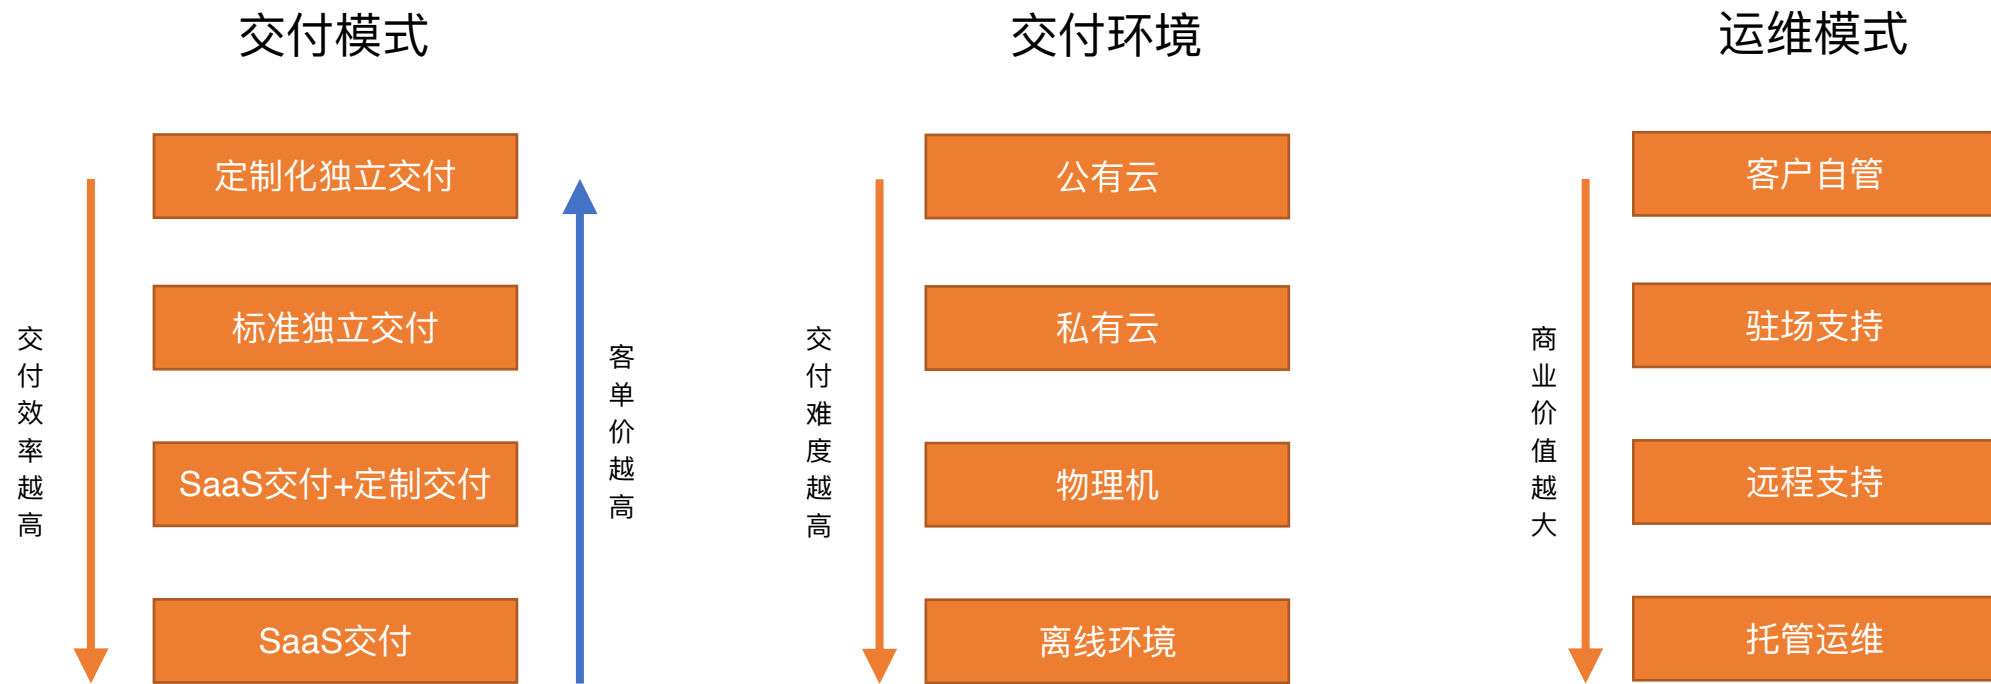 交付模式
定制化独立交付
标准独立交付
SaaS交付+定制交付
SaaS交付
交付效率越高
客单价越高
交付环境
公有云
私有云
物理机
离线环境
交付难度越高
运维模式
客户自管
驻场支持
远程支持
托管运维
商业价值越大